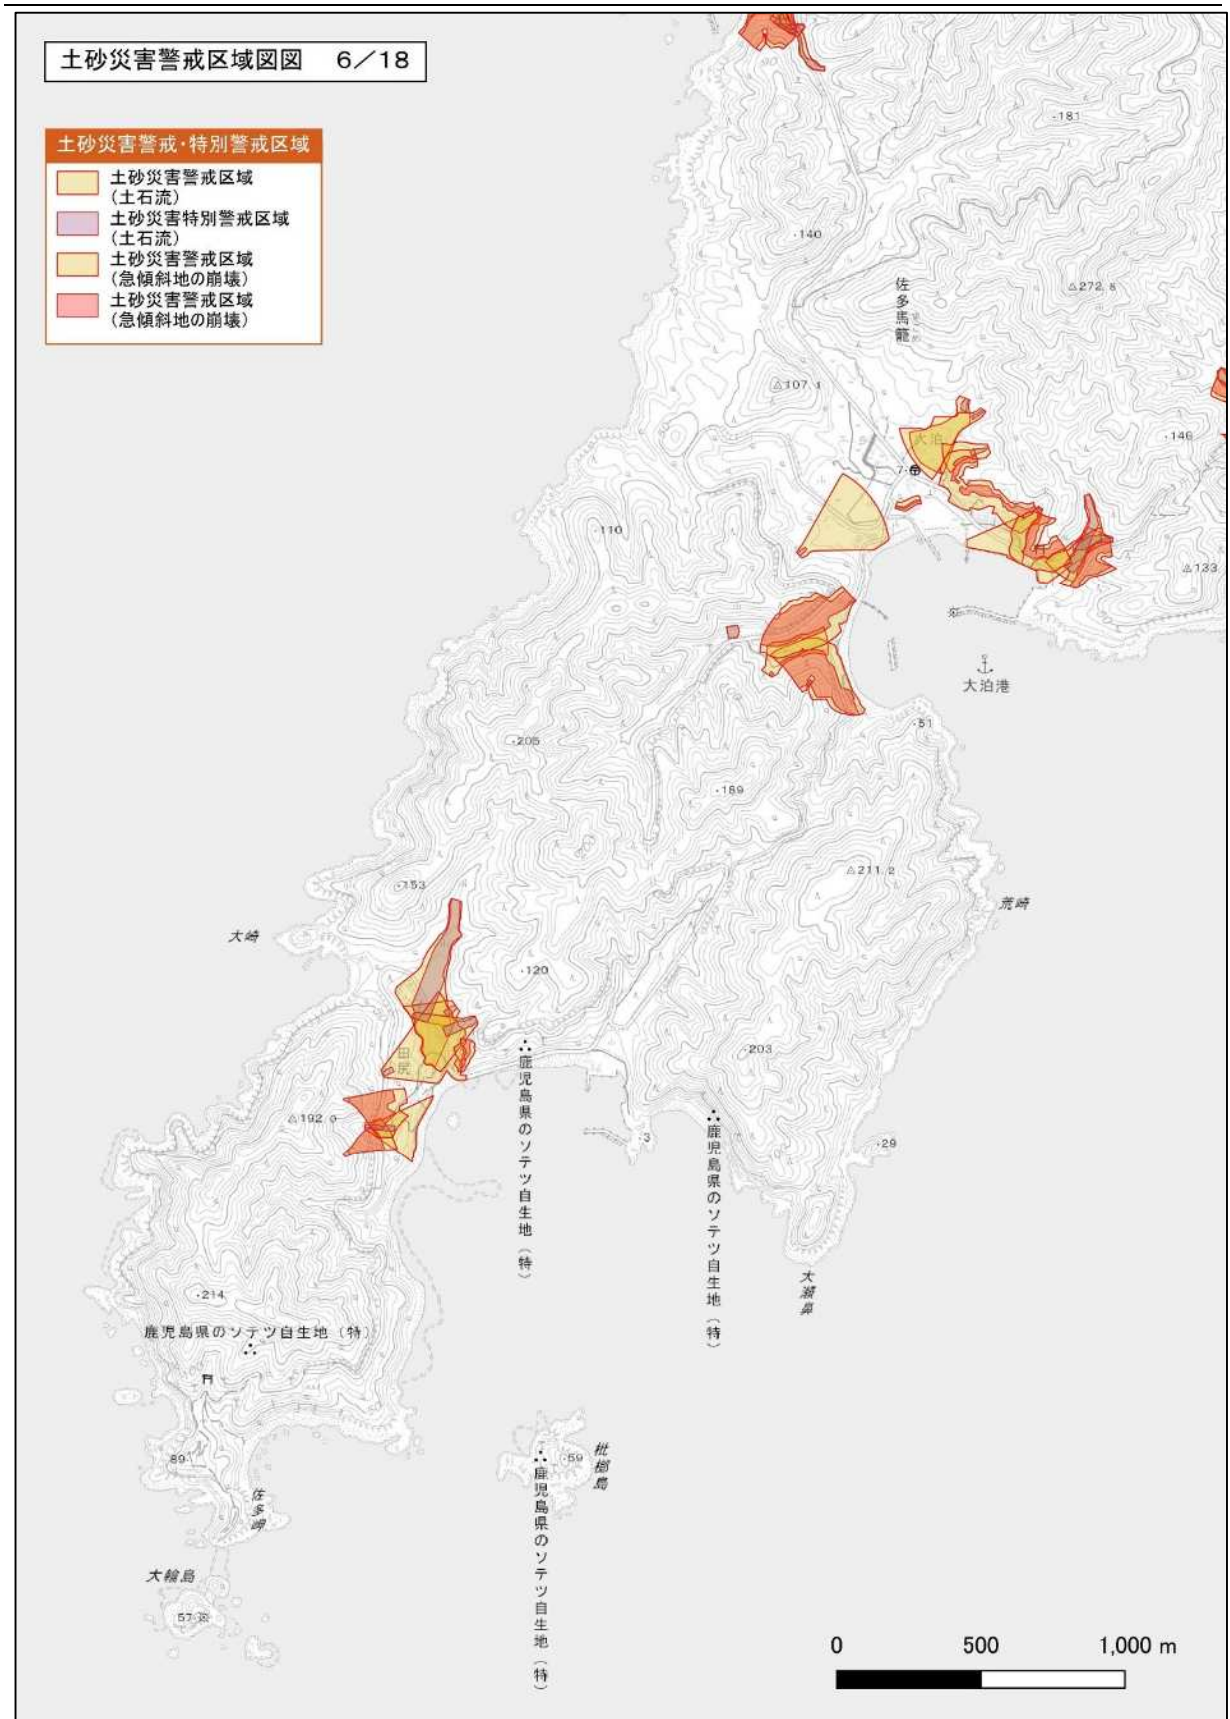 土砂災害警戒区域図図 6／18
土砂災害警戒・特別警戒区域
土砂災害警戒区域
（土石流）
土砂災害特別警戒区域
（土石流）
土砂災害警戒区域
（急傾斜地の崩壊）
土砂災害警戒区域
（急傾斜地の崩壊）
181
140
佐多馬籠
272.8
107.1
146
大泊
7
110
133
大泊港
51
205
189
211.2
153
荒崎
大崎
120
203
田尻
鹿児島県のソテツ自生地（特）
192.0
3
鹿児島県のソテツ自生地（特）
29
大瀬鼻
214
鹿児島県のソテツ自生地（特）
89
59
枇榔島
鹿児島県のソテツ自生地（特）
佐多岬
大輪島
57
0 500 1,000 m